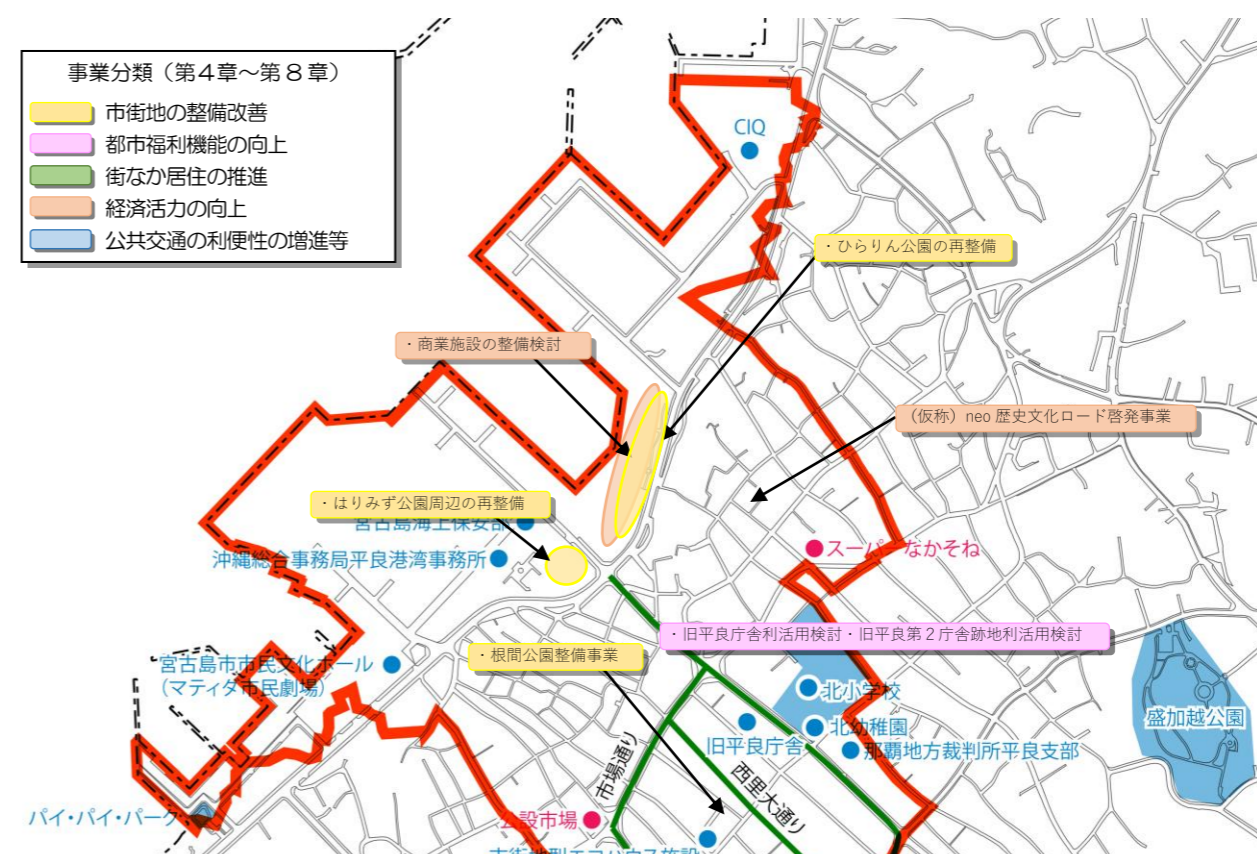 事業分類（第4章～第8章）
市街地の整備改善
都市福利機能の向上
街なか居住の推進
経済活力の向上
公共交通の利便性の増進等
CIQ
・ひらりん公園の再整備
・商業施設の整備検討
（仮称）neo 歴史文化ロード啓発事業
・はりみず公園周辺の再整備
宮古島海上保安部
沖縄総合事務局平良港湾事務所
スーパーなかそね
・旧平良庁舎利活用検討・旧平良第２庁舎跡地利活用検討
・根間公園整備事業
宮古島市市民文化ホール
（マティダ市民劇場）
北小学校
北幼稚園
旧平良庁舎
那覇地方裁判所平良支部
盛加越公園
市場通り
西里大通り
パイ・パイ・パーク
公設市場
市街地型エコハウス施設